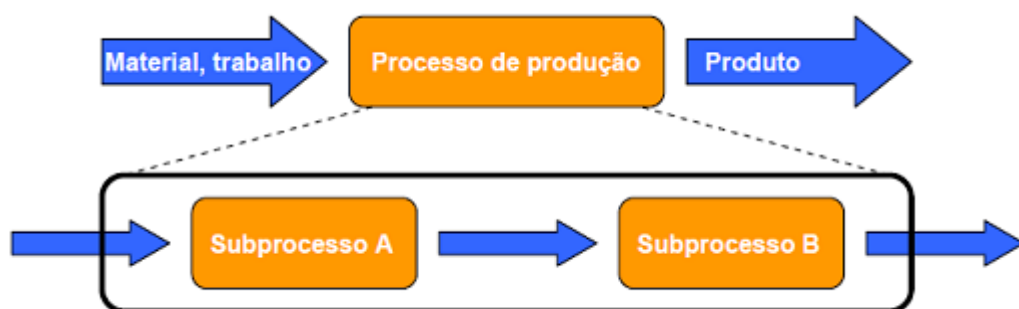 Material, trabalho
Processo de produção
Produto
Subprocesso A
Subprocesso B